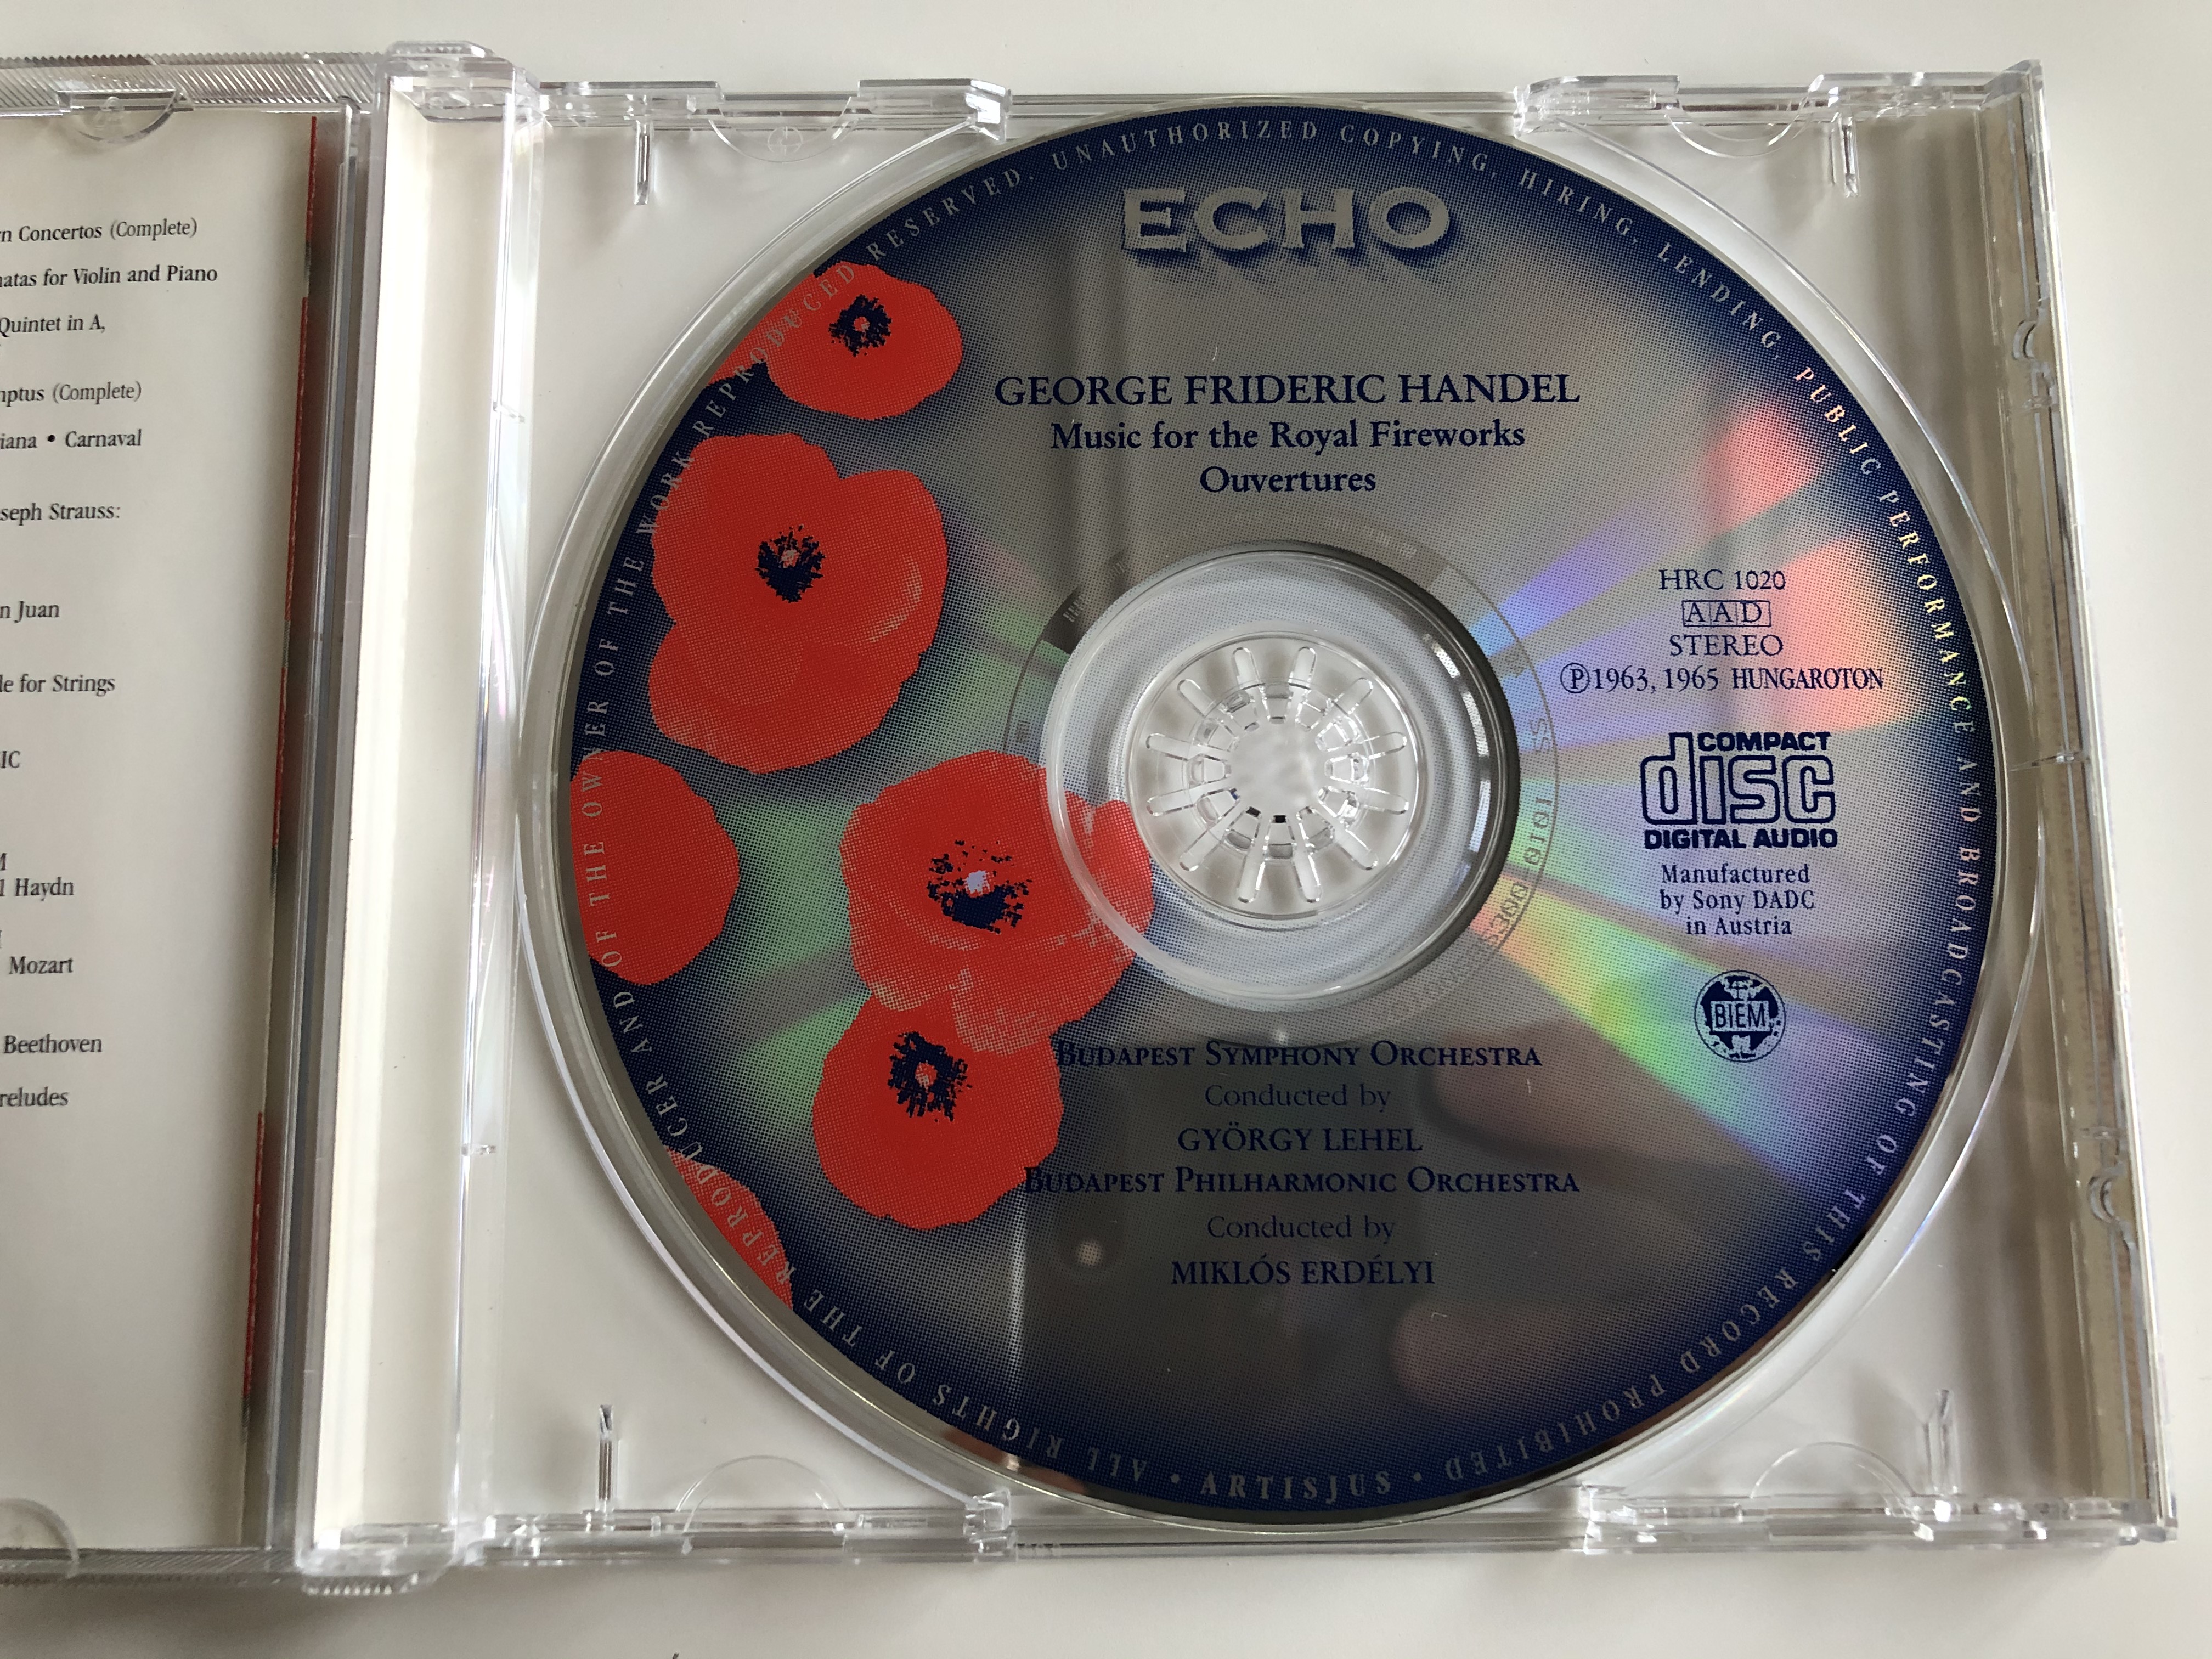 n Concertos (Complete)
natas for Violin and Piano
Quintet in A,
nptus (Complete)
iana • Carnaval
seph Strauss:
n Juan
le for Strings
IC
l Haydn
Mozart
Beethoven
reludes
ECHO
GEORGE FRIDERIC HANDEL
Music for the Royal Fireworks
Ouvertures
HRC 1020
AAD
STEREO
Ⓟ1963, 1965 HUNGAROTON
COMPACT
disc
DIGITAL AUDIO
Manufactured
by Sony DADC
in Austria
BIEM
BUDAPEST SYMPHONY ORCHESTRA
Conducted by
GYÖRGY LEHEL
BUDAPEST PHILHARMONIC ORCHESTRA
Conducted by
MIKLÓS ERDÉLYI
ALL RIGHTS OF THE REPRODUCER AND OF THE OWNER OF THE WORK REPRODUCED RESERVED. UNAUTHORIZED COPYING, HIRING, LENDING, PUBLIC PERFORMANCE AND BROADCASTING OF THIS RECORD PROHIBITED • ARTISJUS •